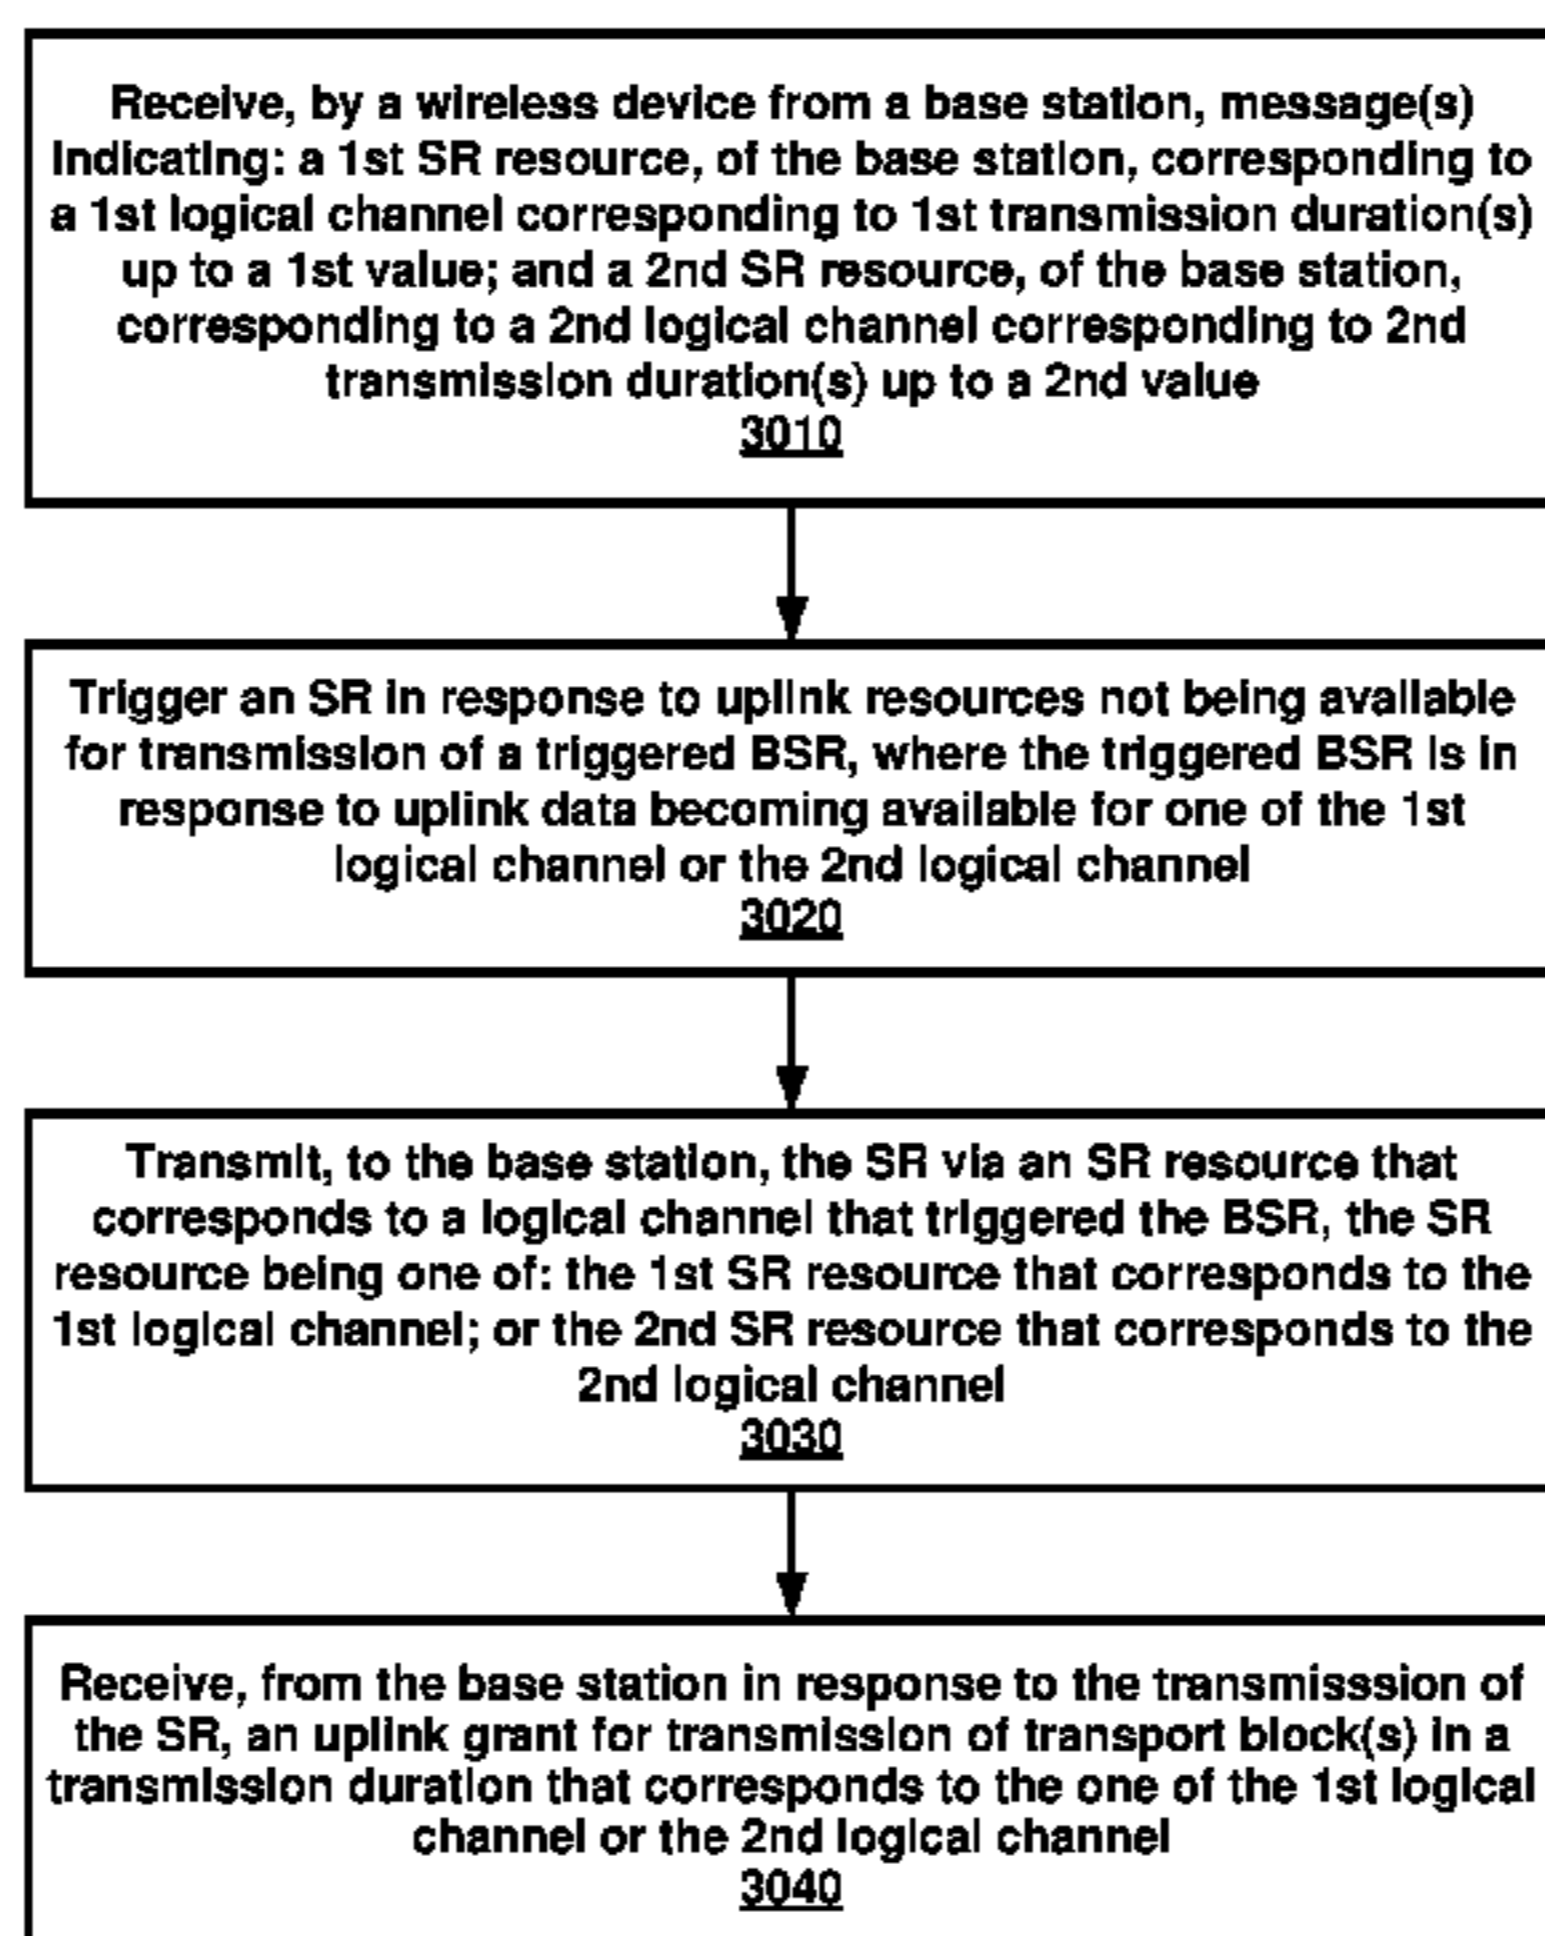 Receive, by a wireless device from a base station, message(s)
indicating: a 1st SR resource, of the base station, corresponding to
a 1st logical channel corresponding to 1st transmission duration(s)
up to a 1st value; and a 2nd SR resource, of the base station,
corresponding to a 2nd logical channel corresponding to 2nd
transmission duration(s) up to a 2nd value
3010
Trigger an SR in response to uplink resources not being available
for transmission of a triggered BSR, where the triggered BSR is in
response to uplink data becoming available for one of the 1st
logical channel or the 2nd logical channel
3020
Transmit, to the base station, the SR via an SR resource that
corresponds to a logical channel that triggered the BSR, the SR
resource being one of: the 1st SR resource that corresponds to the
1st logical channel; or the 2nd SR resource that corresponds to the
2nd logical channel
3030
Receive, from the base station in response to the transmisssion of
the SR, an uplink grant for transmission of transport block(s) in a
transmission duration that corresponds to the one of the 1st logical
channel or the 2nd logical channel
3040